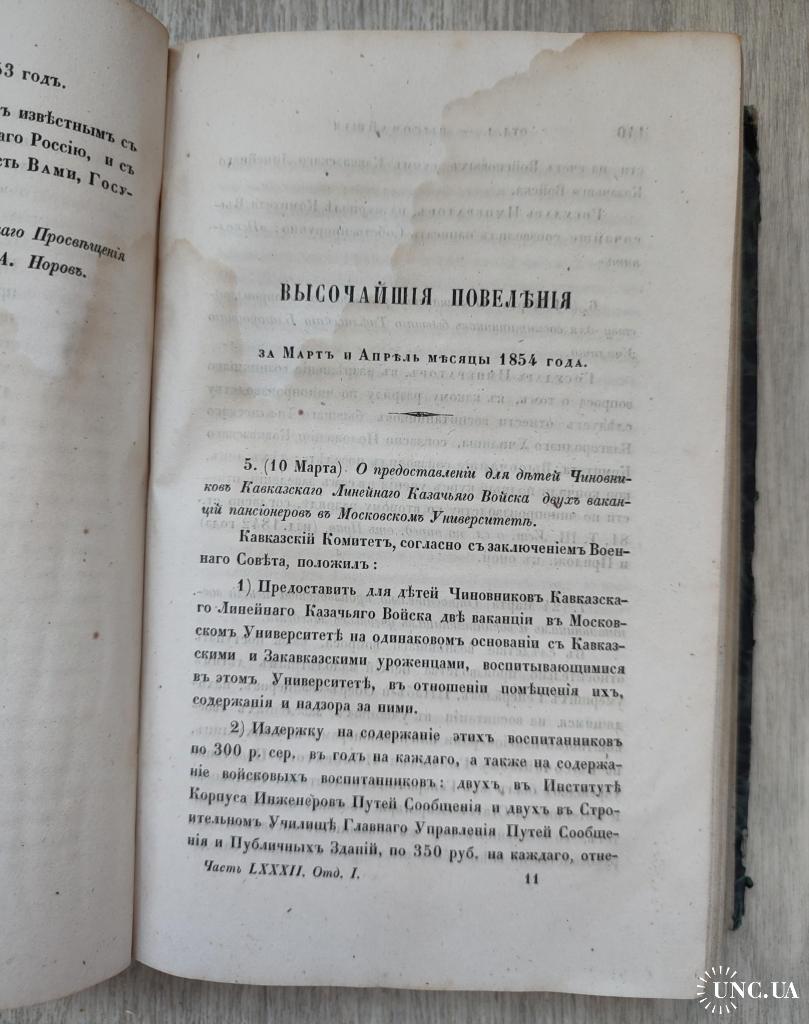 53 годъ.
ъ извѣстнымъ съ
аго Россію, и съ
сть Вами, Госу-
наго Просвѣщенія
А. Норовъ.
ВЫСОЧАЙШІЯ ПОВЕЛѢНІЯ
за Мартъ и Апрѣль мѣсяцы 1854 года.
5. (10 Марта) О предоставленіи для дѣтей Чиновни-
ковъ Кавказскаго Линейнаго Казачьяго Войска двухъ вакан-
цій пансіонеровъ въ Московскомъ Университетѣ.
Кавказскій Комитетъ, согласно съ заключеніемъ Воен-
наго Совѣта, положилъ:
1) Предоставить для дѣтей Чиновниковъ Кавказска-
го Линейнаго Казачьяго Войска двѣ ваканціи въ Москов-
скомъ Университетѣ на одинаковомъ основаніи съ Кавказ-
скими и Закавказскими уроженцами, воспитывающимися
въ этомъ Университетѣ, въ отношеніи помѣщенія ихъ,
содержанія и надзора за ними.
2) Издержку на содержаніе этихъ воспитанниковъ
по 300 р. сер. въ годъ на каждаго, а также на содержа-
ніе войсковыхъ воспитанниковъ: двухъ въ Институтѣ
Корпуса Инженеровъ Путей Сообщенія и двухъ въ Стро-
ительномъ Училищѣ Главнаго Управленія Путей Сообще-
нія и Публичныхъ Зданій, по 350 руб. на каждаго, отне-
Часть LXXXII. Отд. I.
11
UNC.UA